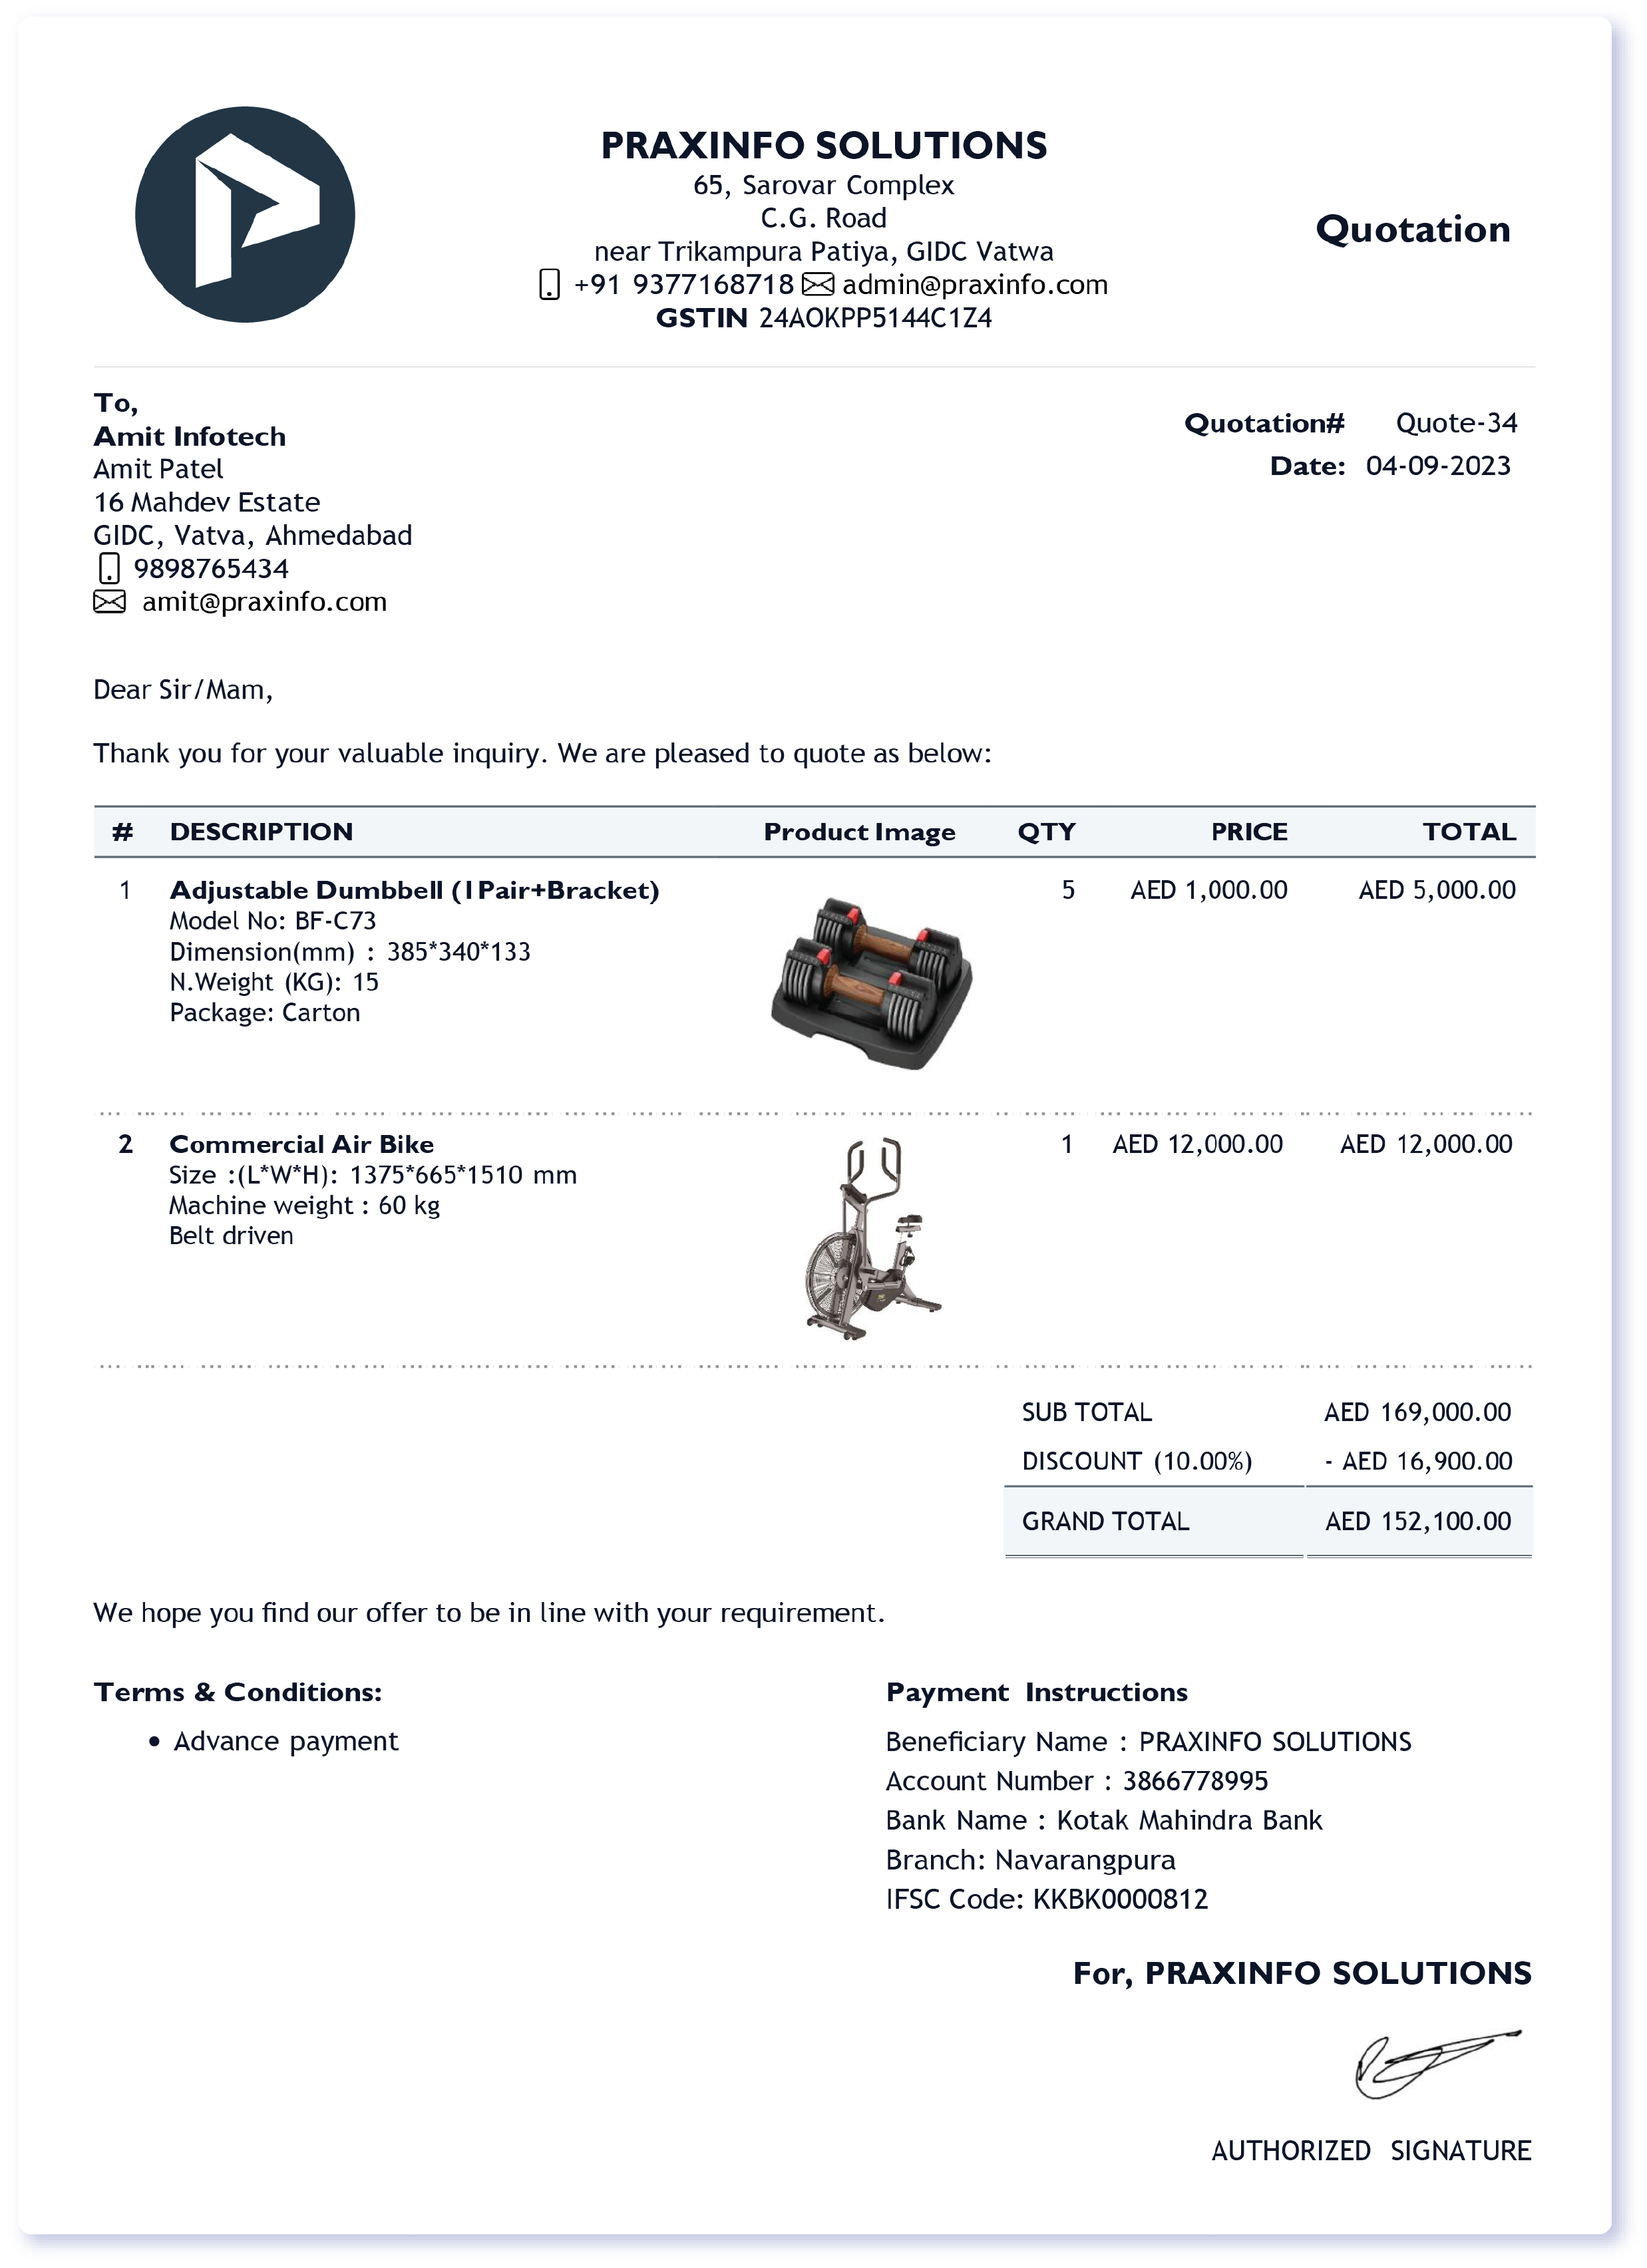 PRAXINFO SOLUTIONS
65, Sarovar Complex
C.G. Road
near Trikampura Patiya, GIDC Vatwa
+91 9377168718 admin@praxinfo.com
GSTIN 24AOKPP5144C1Z4
Quotation
To,
Amit Infotech
Amit Patel
16 Mahdev Estate
GIDC, Vatva, Ahmedabad
9898765434
amit@praxinfo.com
Quotation# Quote-34
Date: 04-09-2023
Dear Sir/Mam,
Thank you for your valuable inquiry. We are pleased to quote as below:
# DESCRIPTION Product Image QTY PRICE TOTAL
1 Adjustable Dumbbell (1Pair+Bracket) 5 AED 1,000.00 AED 5,000.00
Model No: BF-C73
Dimension(mm) : 385*340*133
N.Weight (KG): 15
Package: Carton
2 Commercial Air Bike 1 AED 12,000.00 AED 12,000.00
Size :(L*W*H): 1375*665*1510 mm
Machine weight : 60 kg
Belt driven
SUB TOTAL AED 169,000.00
DISCOUNT (10.00%) - AED 16,900.00
GRAND TOTAL AED 152,100.00
We hope you find our offer to be in line with your requirement.
Terms & Conditions:
• Advance payment
Payment Instructions
Beneficiary Name : PRAXINFO SOLUTIONS
Account Number : 3866778995
Bank Name : Kotak Mahindra Bank
Branch: Navarangpura
IFSC Code: KKBK0000812
For, PRAXINFO SOLUTIONS
AUTHORIZED SIGNATURE